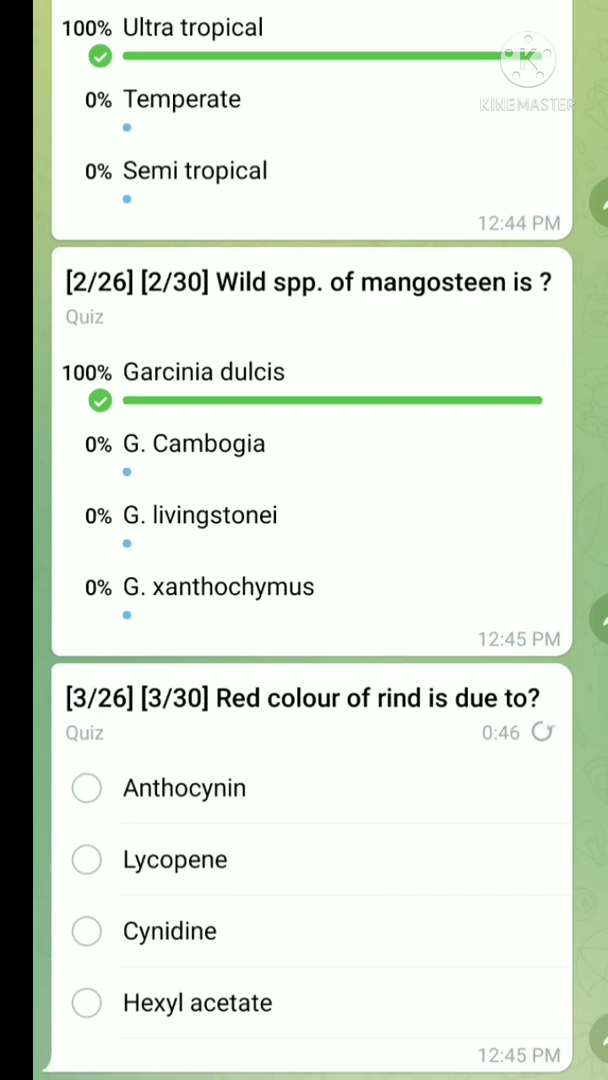 100% Ultra tropical
KINEMASTER
0% Temperate
0% Semi tropical
12:44 PM
[2/26] [2/30] Wild spp. of mangosteen is ?
Quiz
100% Garcinia dulcis
0% G. Cambogia
0% G. livingstonei
0% G. xanthochymus
12:45 PM
[3/26] [3/30] Red colour of rind is due to?
Quiz
0:46
Anthocynin
Lycopene
Cynidine
Hexyl acetate
12:45 PM